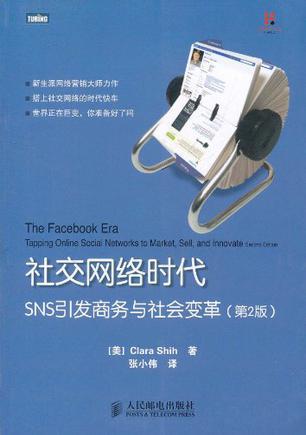 TURING
新生派网络营销大师力作
搭上社交网络的时代快车
世界正在巨变，你准备好了吗
The Facebook Era
Tapping Online Social Networks to Market, Sell, and Innovate Second Edition
社交网络时代
SNS引发商务与社会变革（第2版）
[美] Clara Shih 著
张小伟 译
人民邮电出版社
POSTS & TELECOM PRESS